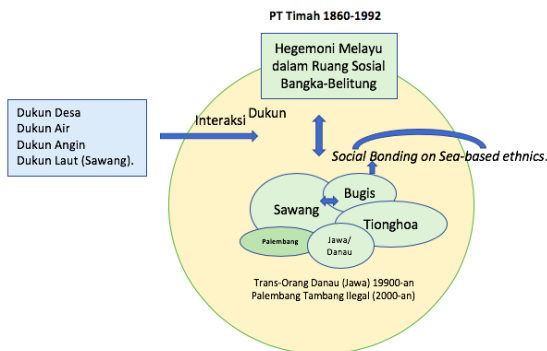 PT Timah 1860-1992
Hegemoni Melayu
dalam Ruang Sosial
Bangka-Belitung
Dukun Desa
Dukun Air
Dukun Angin
Dukun Laut (Sawang).
Interaksi Dukun
Social Bonding on Sea-based ethnics.
Bugis
Sawang
Tionghoa
Palembang
Jawa/
Danau
Trans-Orang Danau (Jawa) 19900-an
Palembang Tambang Ilegal (2000-an)